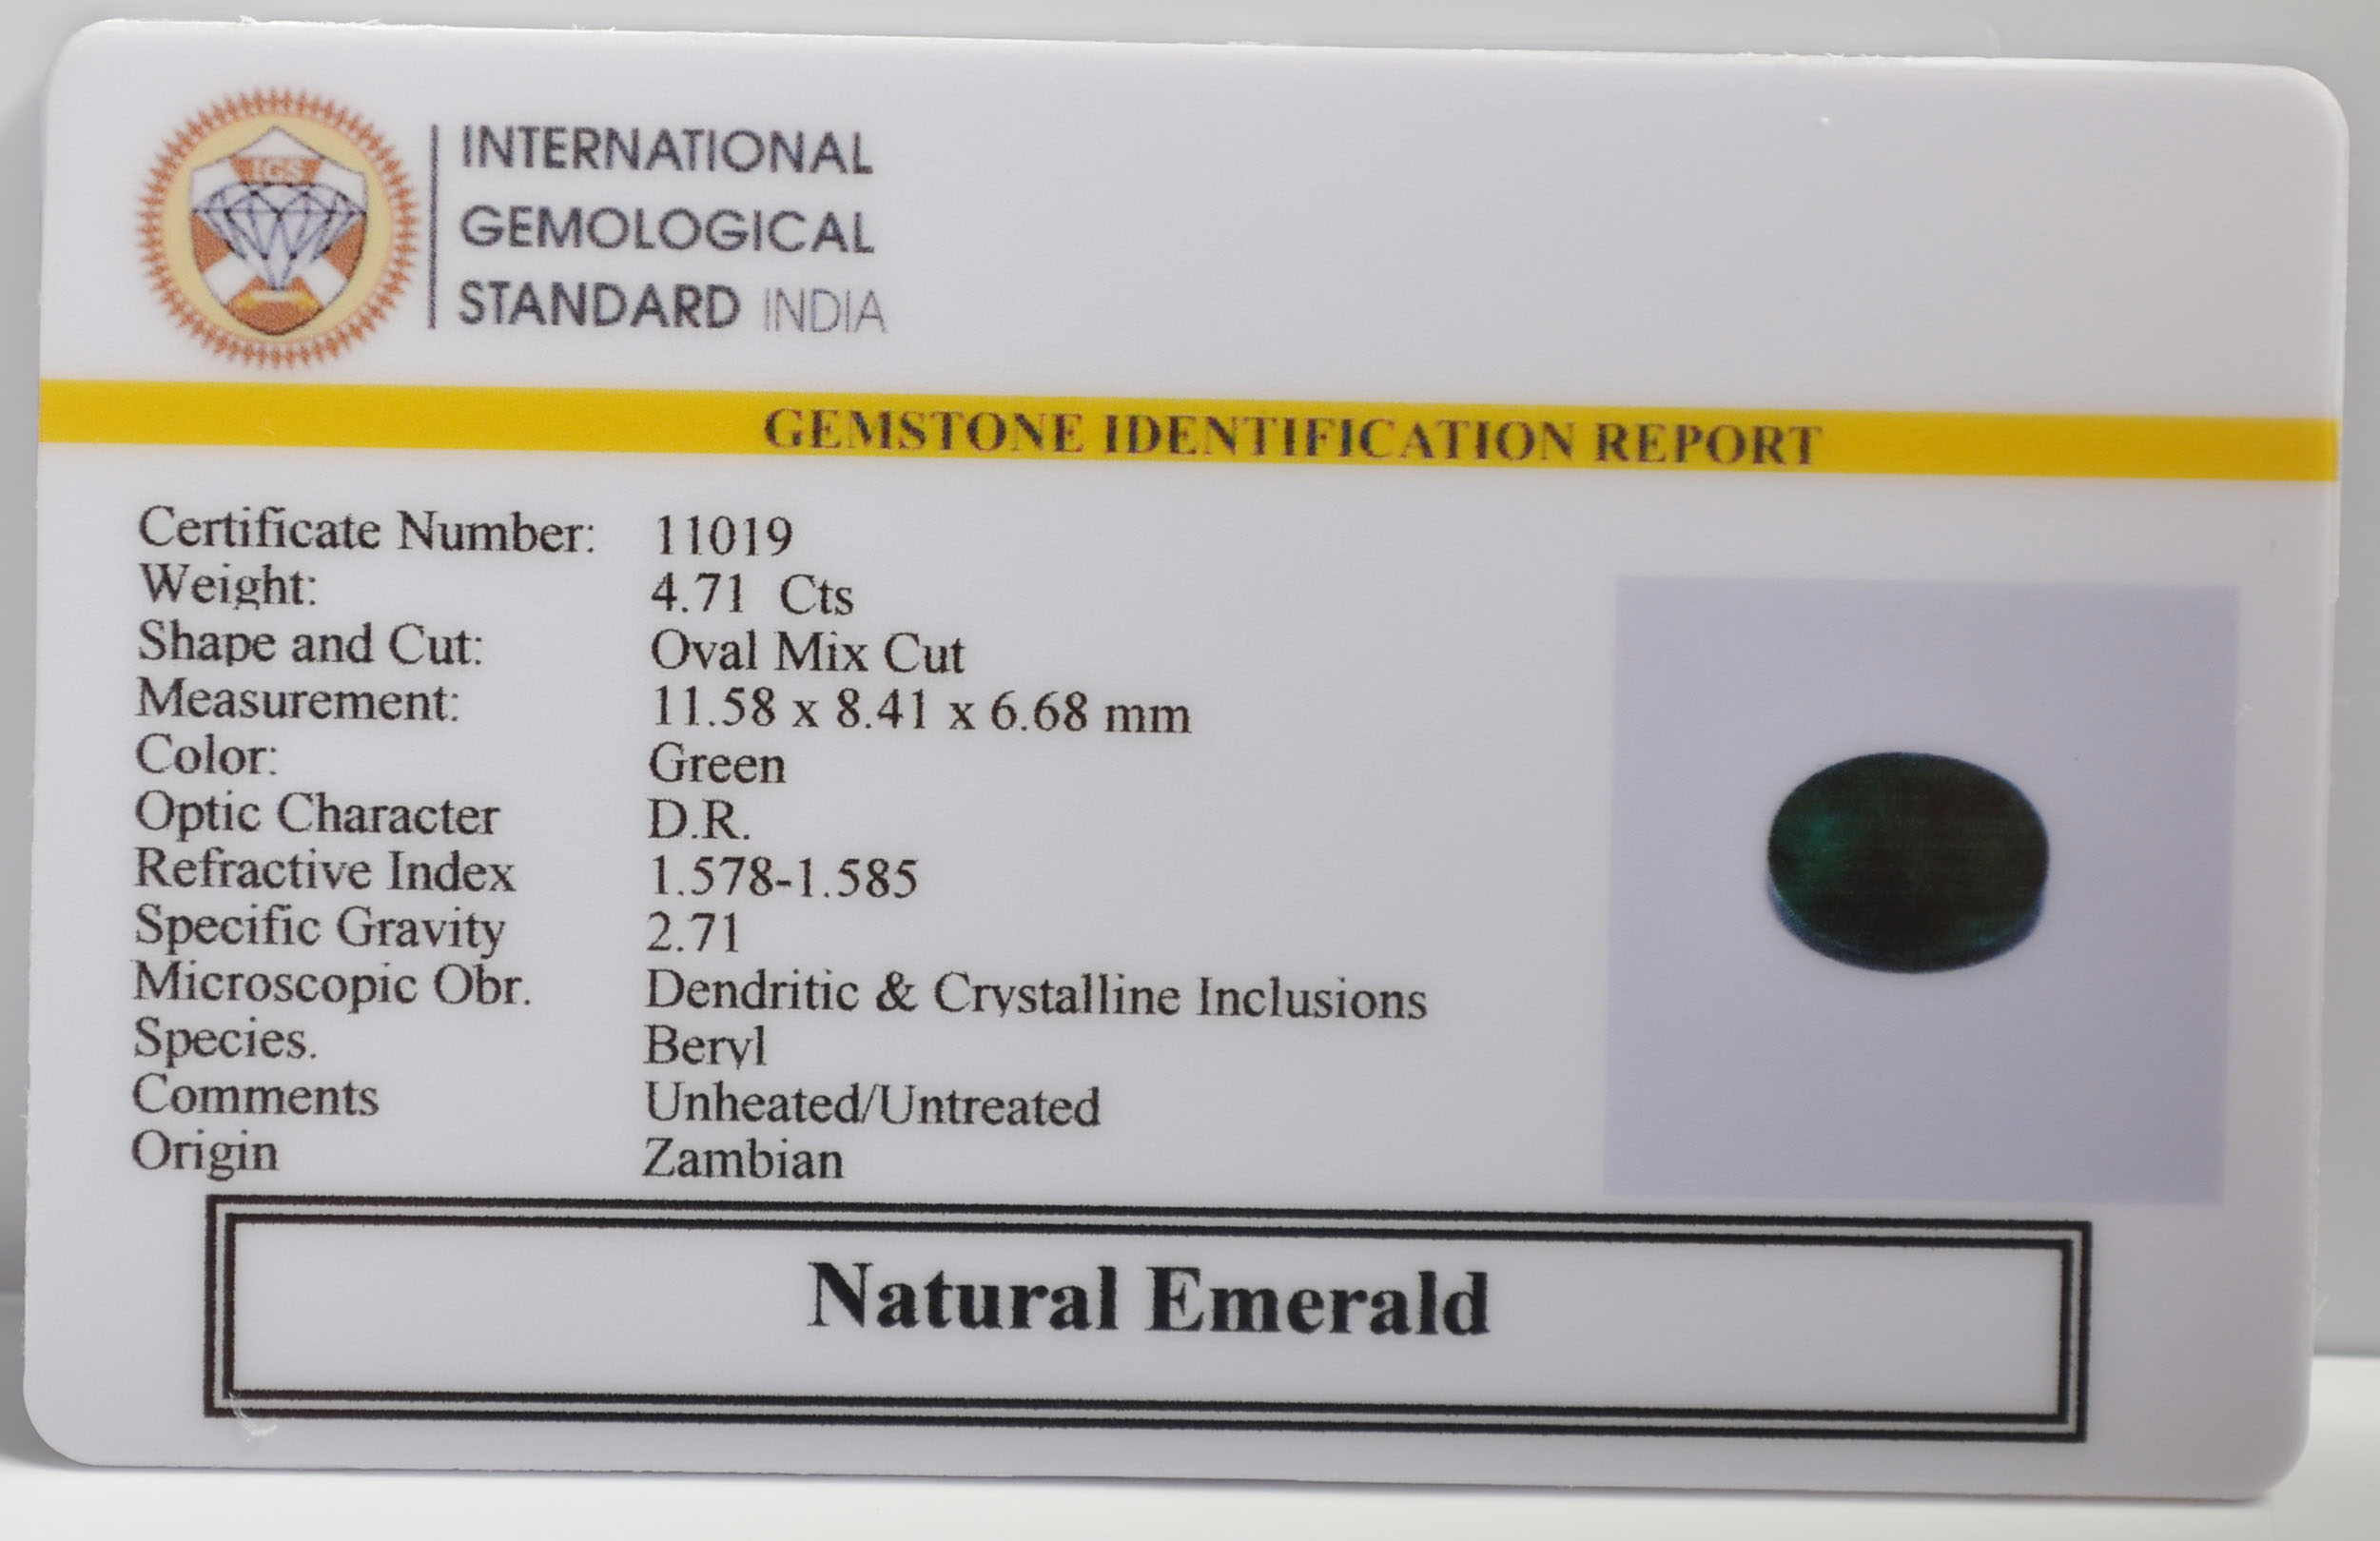 IGS
INTERNATIONAL
GEMOLOGICAL
STANDARD INDIA
GEMSTONE IDENTIFICATION REPORT
Certificate Number: 11019
Weight: 4.71 Cts
Shape and Cut: Oval Mix Cut
Measurement: 11.58 x 8.41 x 6.68 mm
Color: Green
Optic Character D.R.
Refractive Index 1.578-1.585
Specific Gravity 2.71
Microscopic Obr. Dendritic & Crystalline Inclusions
Species. Beryl
Comments Unheated/Untreated
Origin Zambian
Natural Emerald